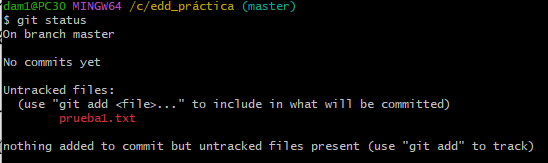 dam1@PC30 MINGW64 /c/edd_práctica (master)
$ git status
On branch master
No commits yet
Untracked files:
(use "git add <file>..." to include in what will be committed)
prueba1.txt
nothing added to commit but untracked files present (use "git add" to track)